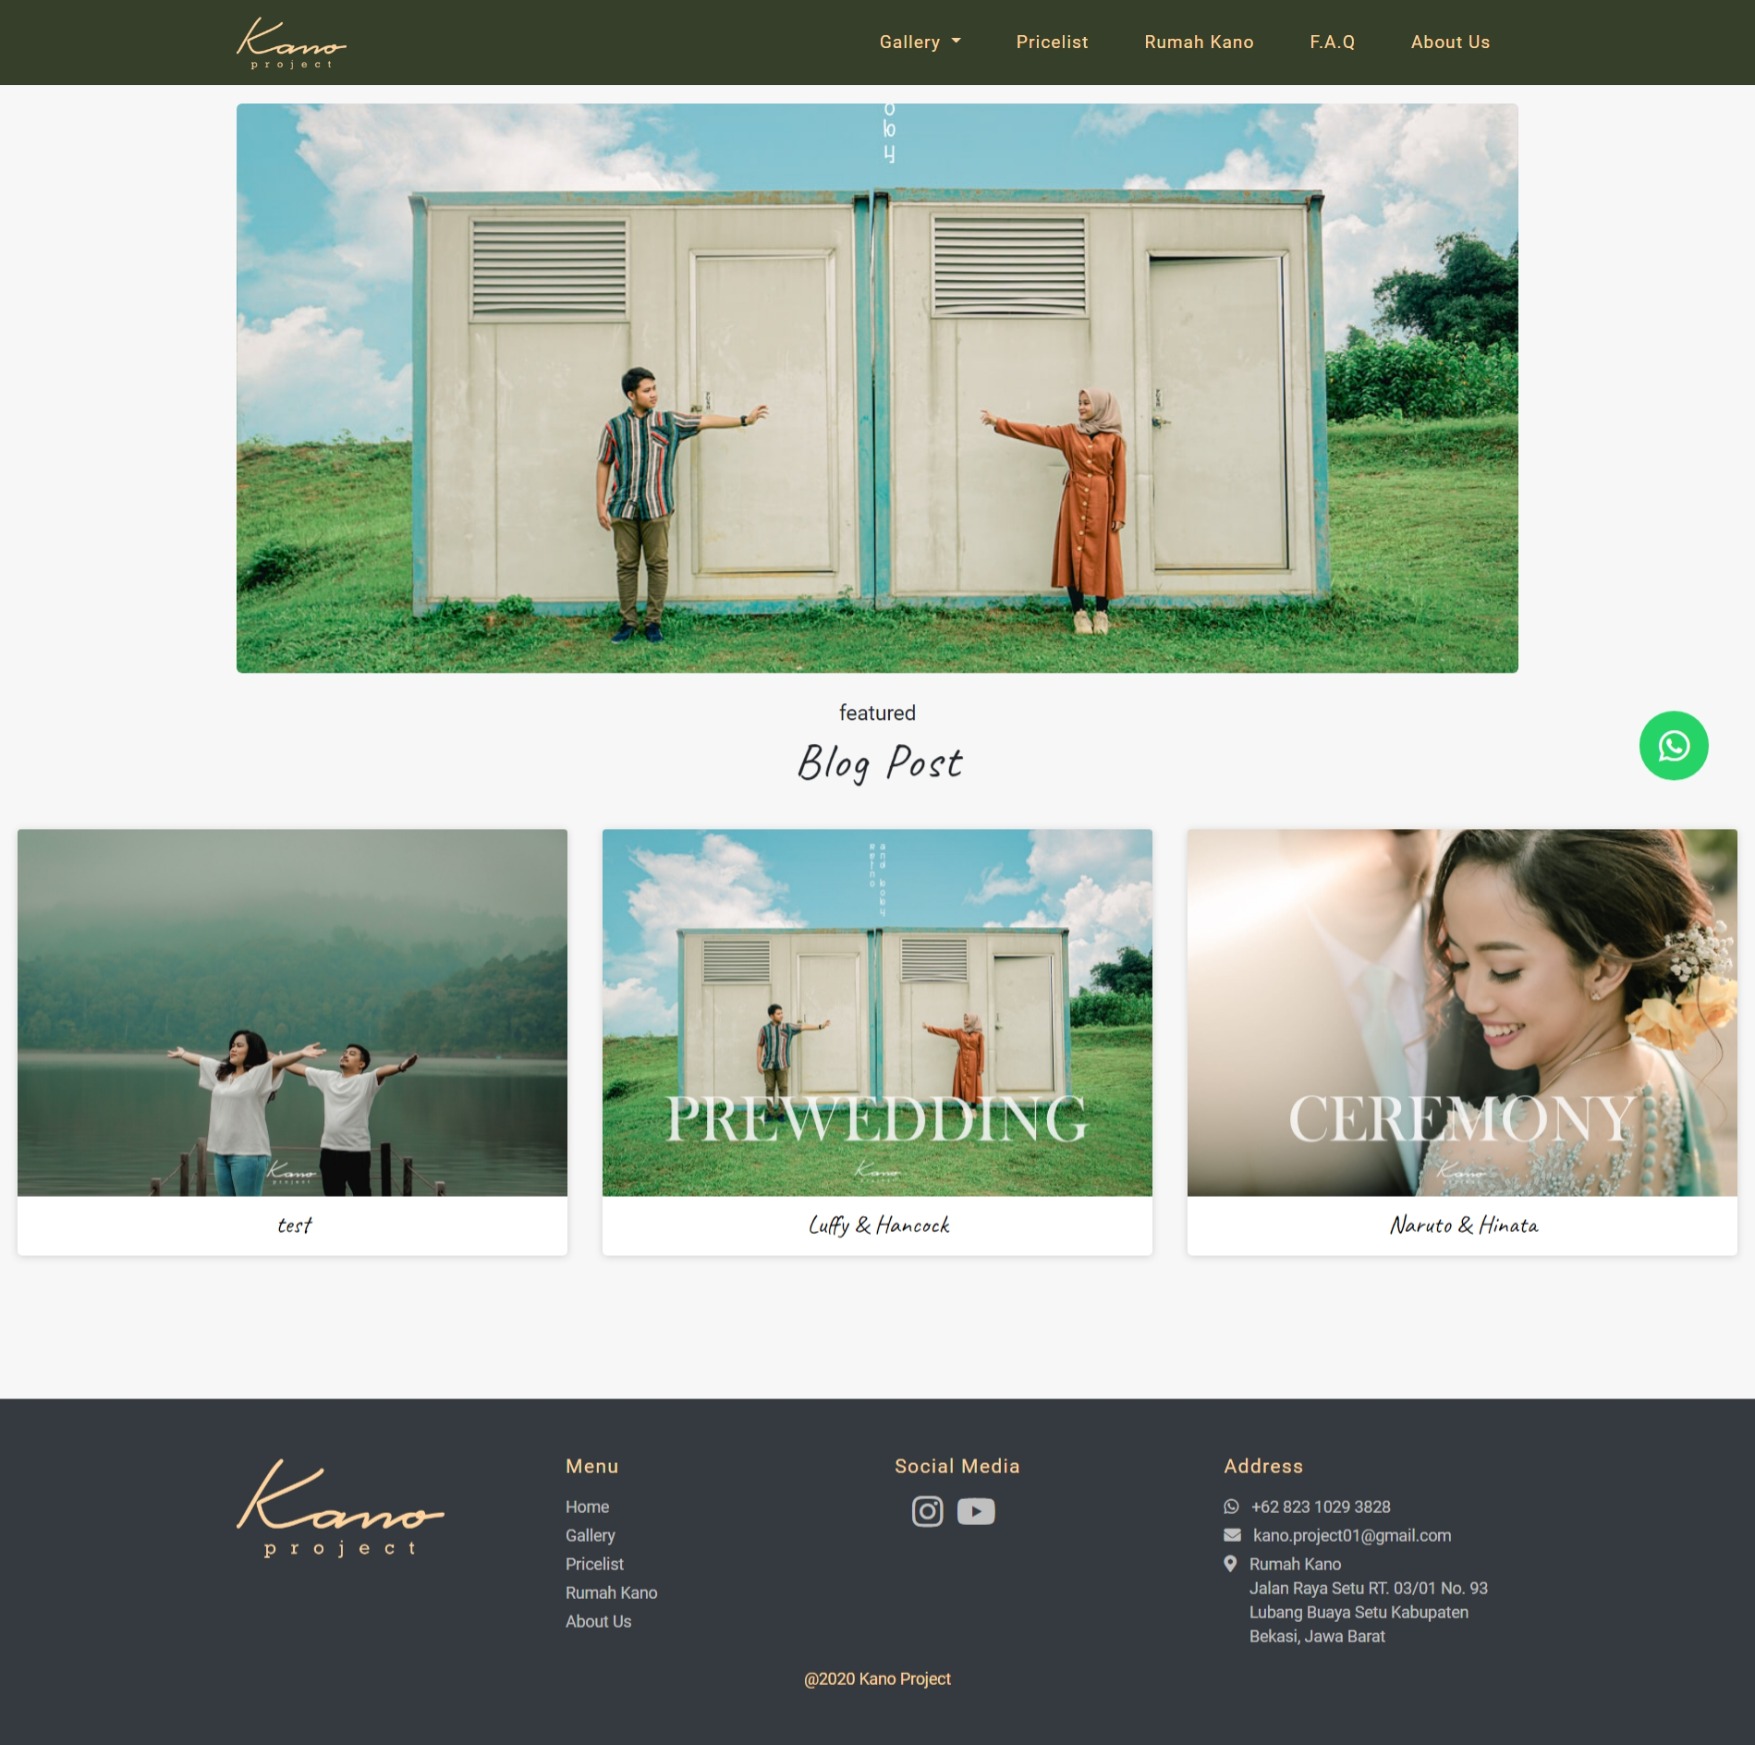 Kano
project
Gallery
Pricelist
Rumah Kano
F.A.Q
About Us
featured
Blog Post
Kano
project
test
PREWEDDING
Kano
Luffy & Hancock
CEREMONY
Kano
Naruto & Hinata
Kano
project
Menu
Home
Gallery
Pricelist
Rumah Kano
About Us
Social Media
Address
+62 823 1029 3828
kano.project01@gmail.com
Rumah Kano
Jalan Raya Setu RT. 03/01 No. 93
Lubang Buaya Setu Kabupaten
Bekasi, Jawa Barat
@2020 Kano Project